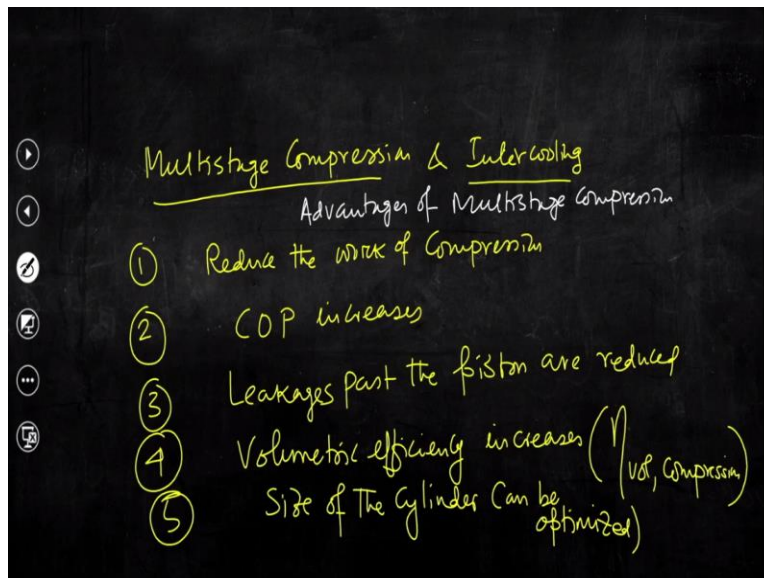 Multistage Compression & Intercooling
Advantages of Multistage Compression
① Reduce the work of Compression
② COP increases
③ Leakages past the piston are reduced
④ Volumetric efficiency increases (η vol, compression)
⑤ Size of The Cylinder Can be
optimized)